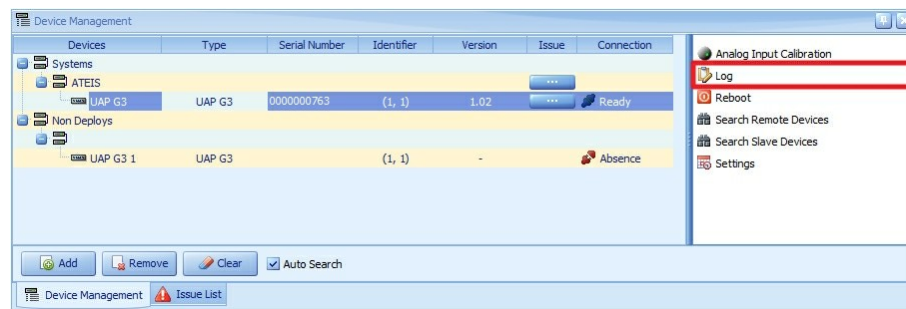 Device Management
Devices Type Serial Number Identifier Version Issue Connection
Systems
ATEIS ...
UAP G3 UAP G3 0000000763 (1, 1) 1.02 ... Ready
Non Deploys
UAP G3 1 UAP G3 (1, 1) - Absence
Add Remove Clear Auto Search
Device Management Issue List
Analog Input Calibration
Log
Reboot
Search Remote Devices
Search Slave Devices
Settings